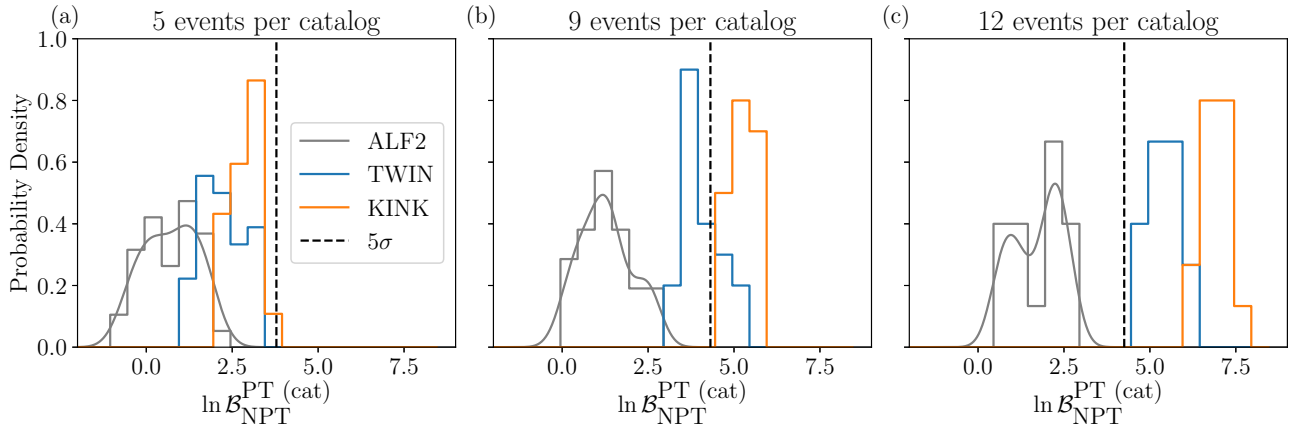 (a) 5 events per catalog
(b) 9 events per catalog
(c) 12 events per catalog
Probability Density
1.0
0.8
0.6
0.4
0.2
0.0
ALF2
TWIN
KINK
5σ
0.0 2.5 5.0 7.5
0.0 2.5 5.0 7.5
0.0 2.5 5.0 7.5
ln 𝓑^{PT (cat)}_{NPT}
ln 𝓑^{PT (cat)}_{NPT}
ln 𝓑^{PT (cat)}_{NPT}